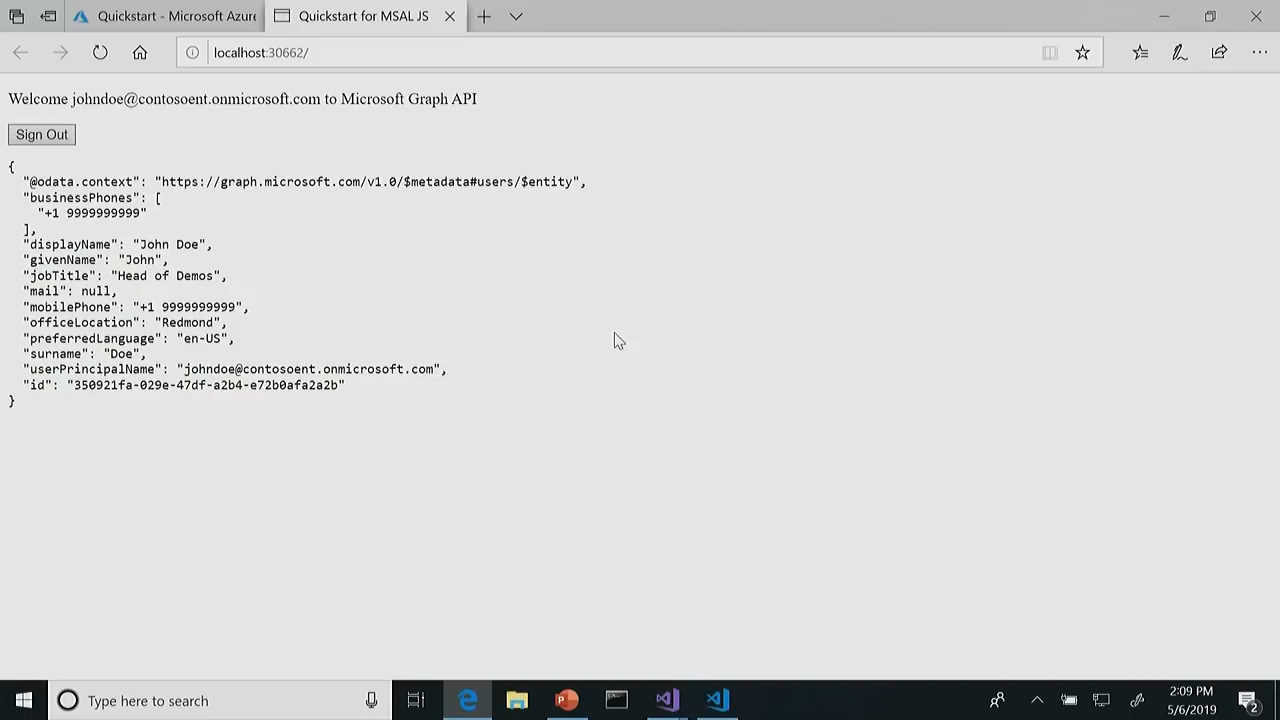 Quickstart - Microsoft Azure
Quickstart for MSAL JS
localhost:30662/
Welcome johndoe@contosoent.onmicrosoft.com to Microsoft Graph API
Sign Out
{
"@odata.context": "https://graph.microsoft.com/v1.0/$metadata#users/$entity",
"businessPhones": [
"+1 9999999999"
],
"displayName": "John Doe",
"givenName": "John",
"jobTitle": "Head of Demos",
"mail": null,
"mobilePhone": "+1 9999999999",
"officeLocation": "Redmond",
"preferredLanguage": "en-US",
"surname": "Doe",
"userPrincipalName": "johndoe@contosoent.onmicrosoft.com",
"id": "350921fa-029e-47df-a2b4-e72b0afa2a2b"
}
Type here to search
2:09 PM
5/6/2019
2